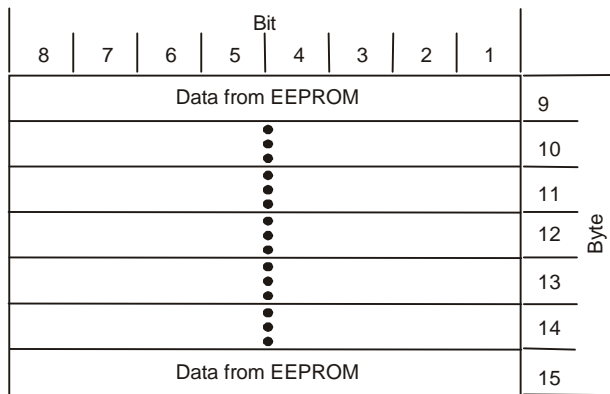 Bit
8 7 6 5 4 3 2 1
Data from EEPROM 9
10
11
12
Byte
13
14
Data from EEPROM 15